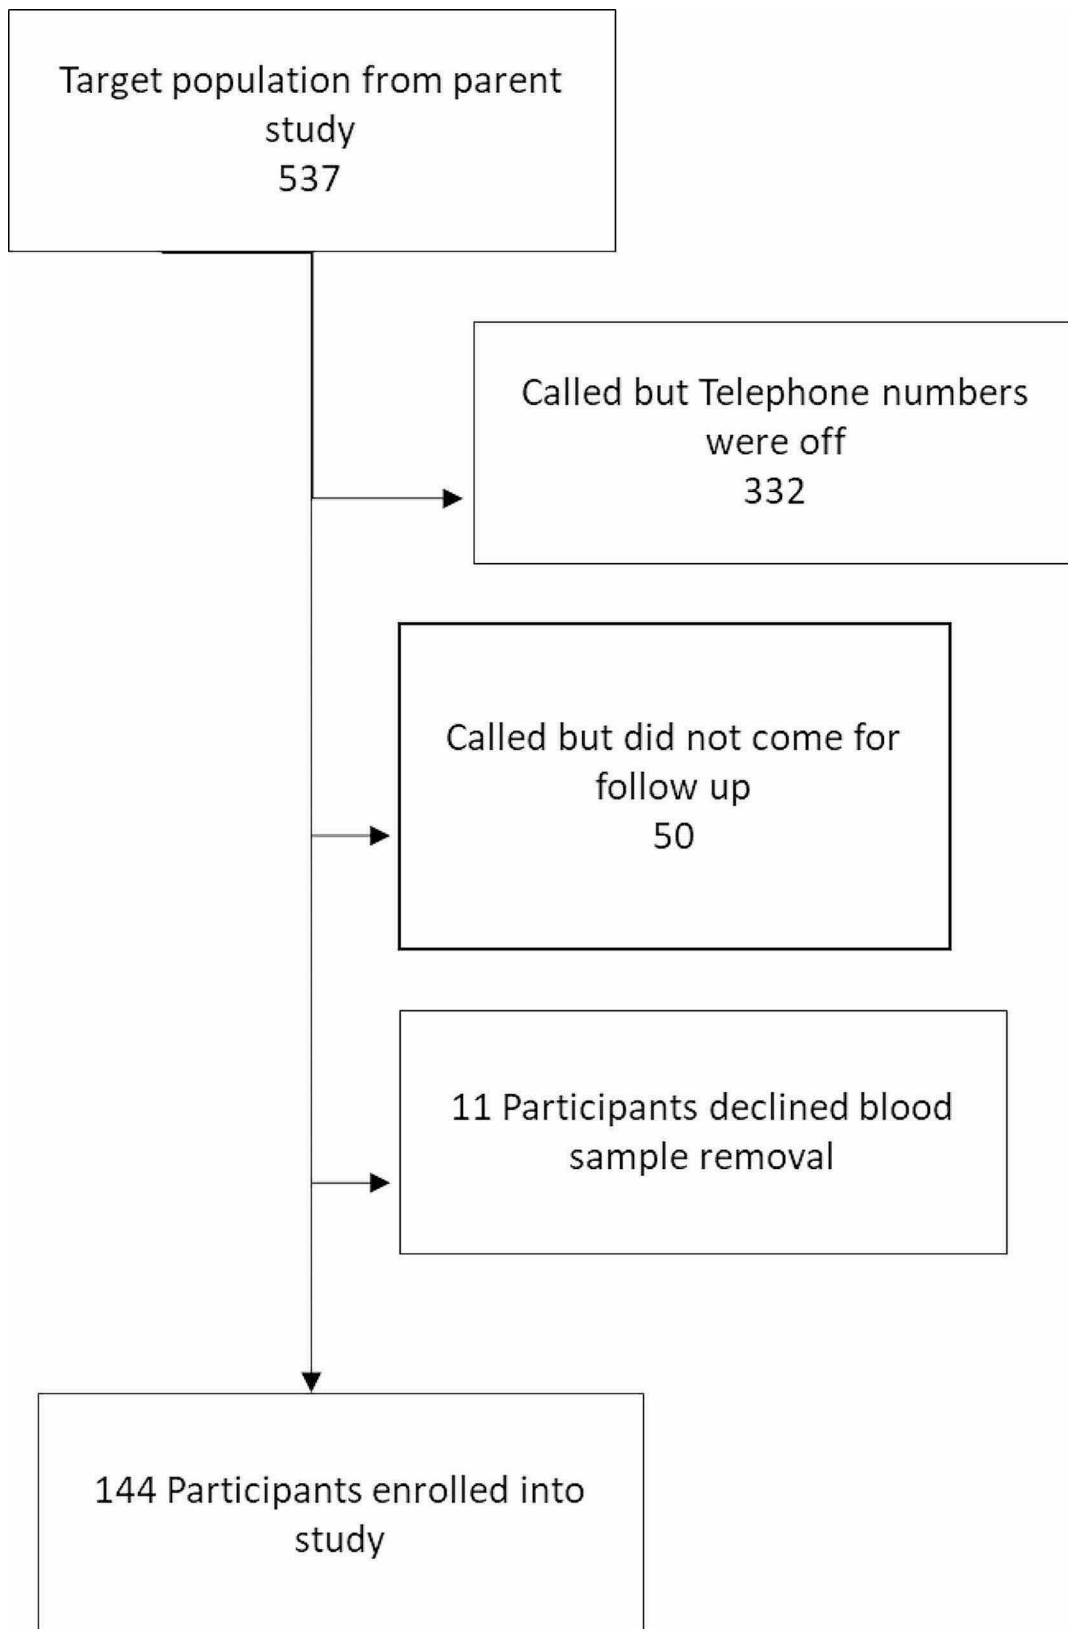 Target population from parent
study
537
Called but Telephone numbers
were off
332
Called but did not come for
follow up
50
11 Participants declined blood
sample removal
144 Participants enrolled into
study